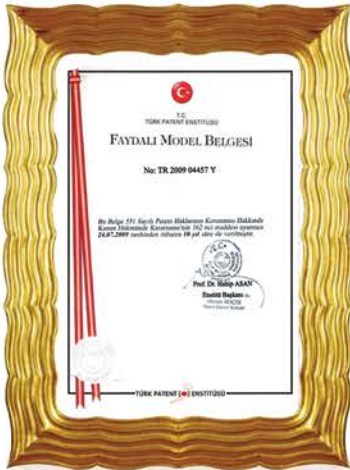 T.C.
TÜRK PATENT ENSTİTÜSÜ
FAYDALI MODEL BELGESİ
No: TR 2009 04457 Y
Bu Belge 551 Sayılı Patent Haklarının Korunması Hakkında
Kanun Hükmünde Kararname'nin 162 nci maddesi uyarınca
24.07.2009 tarihinden itibaren 10 yıl süre ile verilmiştir.
Prof. Dr. Habip ASAN
Enstitü Başkanı
TÜRK PATENT ENSTİTÜSÜ